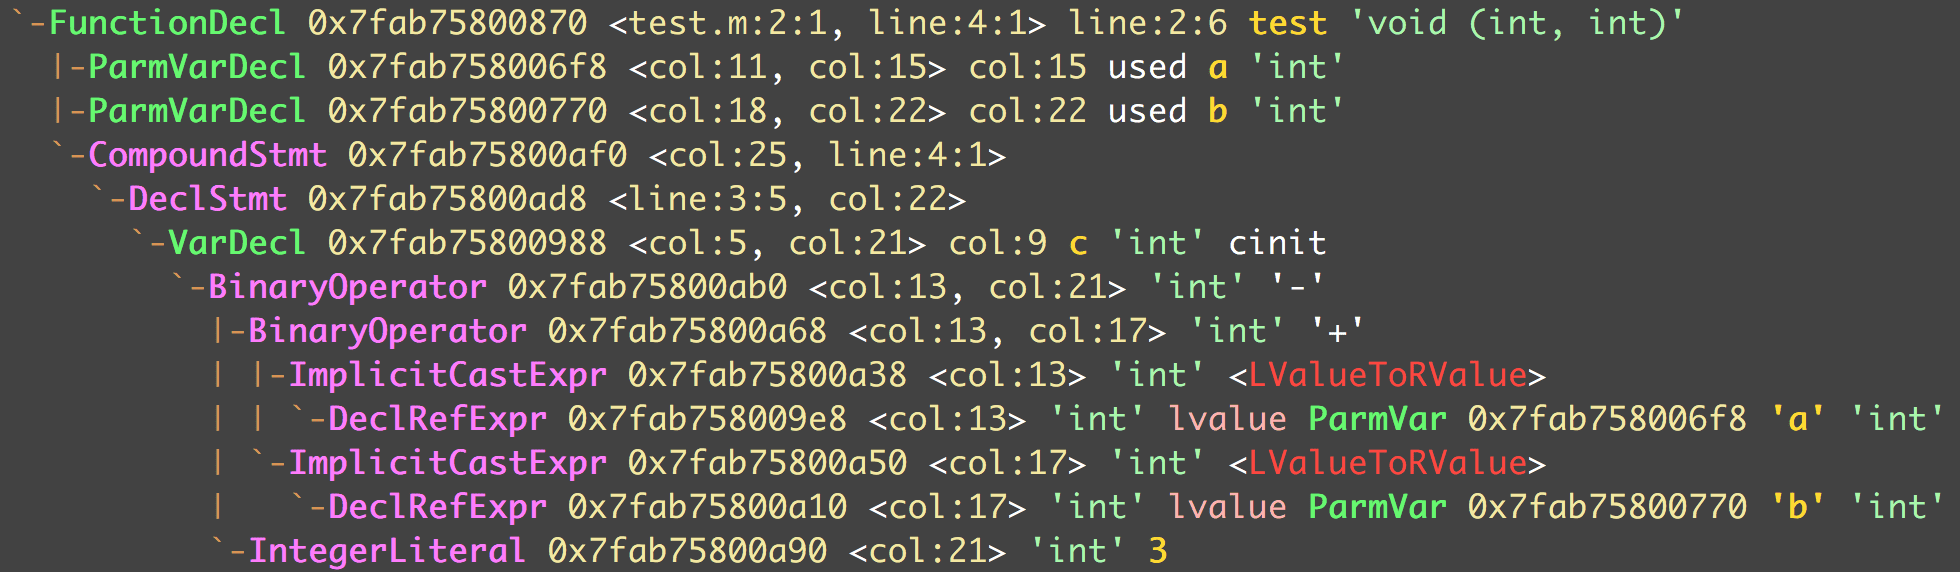 `-FunctionDecl 0x7fab75800870 <test.m:2:1, line:4:1> line:2:6 test 'void (int, int)'
  |-ParmVarDecl 0x7fab758006f8 <col:11, col:15> col:15 used a 'int'
  |-ParmVarDecl 0x7fab75800770 <col:18, col:22> col:22 used b 'int'
  `-CompoundStmt 0x7fab75800af0 <col:25, line:4:1>
    `-DeclStmt 0x7fab75800ad8 <line:3:5, col:22>
      `-VarDecl 0x7fab75800988 <col:5, col:21> col:9 c 'int' cinit
        `-BinaryOperator 0x7fab75800ab0 <col:13, col:21> 'int' '-'
          |-BinaryOperator 0x7fab75800a68 <col:13, col:17> 'int' '+'
          | |-ImplicitCastExpr 0x7fab75800a38 <col:13> 'int' <LValueToRValue>
          | | `-DeclRefExpr 0x7fab758009e8 <col:13> 'int' lvalue ParmVar 0x7fab758006f8 'a' 'int'
          | `-ImplicitCastExpr 0x7fab75800a50 <col:17> 'int' <LValueToRValue>
          |   `-DeclRefExpr 0x7fab75800a10 <col:17> 'int' lvalue ParmVar 0x7fab75800770 'b' 'int'
          `-IntegerLiteral 0x7fab75800a90 <col:21> 'int' 3